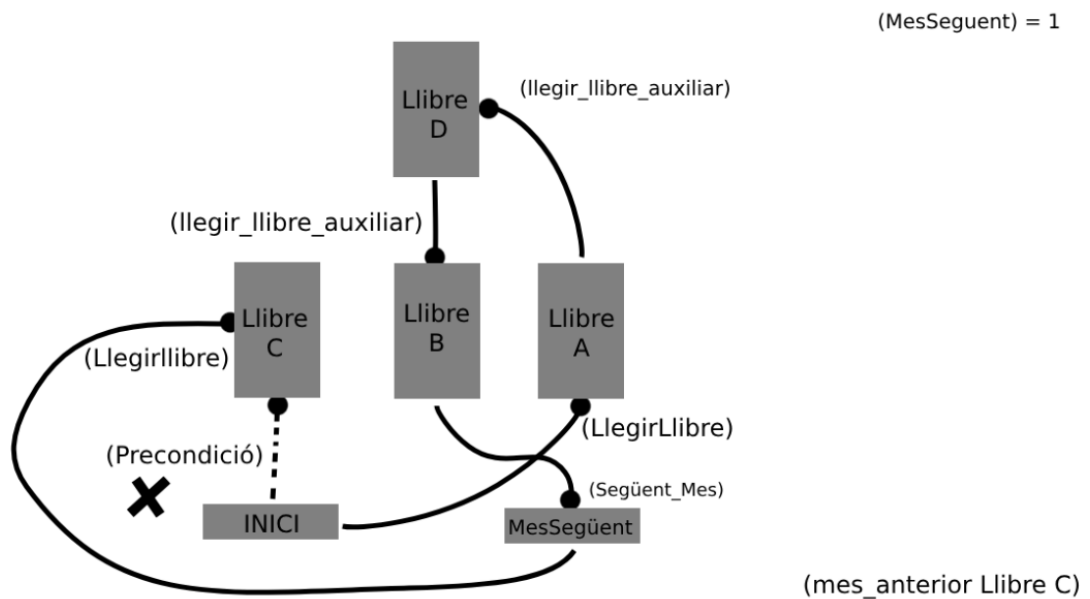 (MesSeguent) = 1
Llibre
D
(llegir_llibre_auxiliar)
(llegir_llibre_auxiliar)
Llibre
C
Llibre
B
Llibre
A
(Llegirllibre)
(LlegirLlibre)
(Precondició)
(Següent_Mes)
INICI
MesSegüent
(mes_anterior Llibre C)